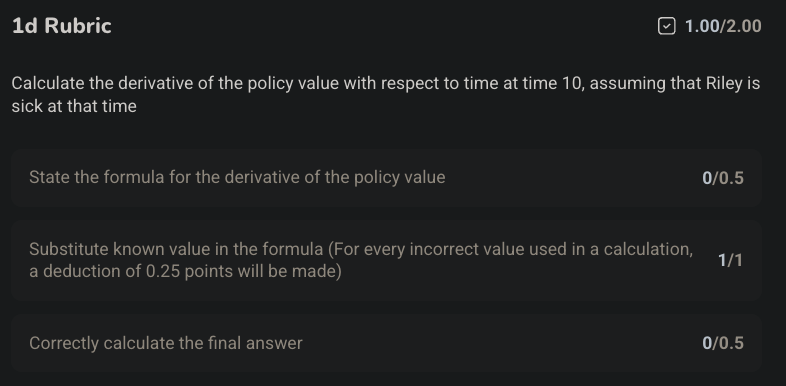 1d Rubric 1.00/2.00
Calculate the derivative of the policy value with respect to time at time 10, assuming that Riley is
sick at that time
State the formula for the derivative of the policy value 0/0.5
Substitute known value in the formula (For every incorrect value used in a calculation,
a deduction of 0.25 points will be made) 1/1
Correctly calculate the final answer 0/0.5